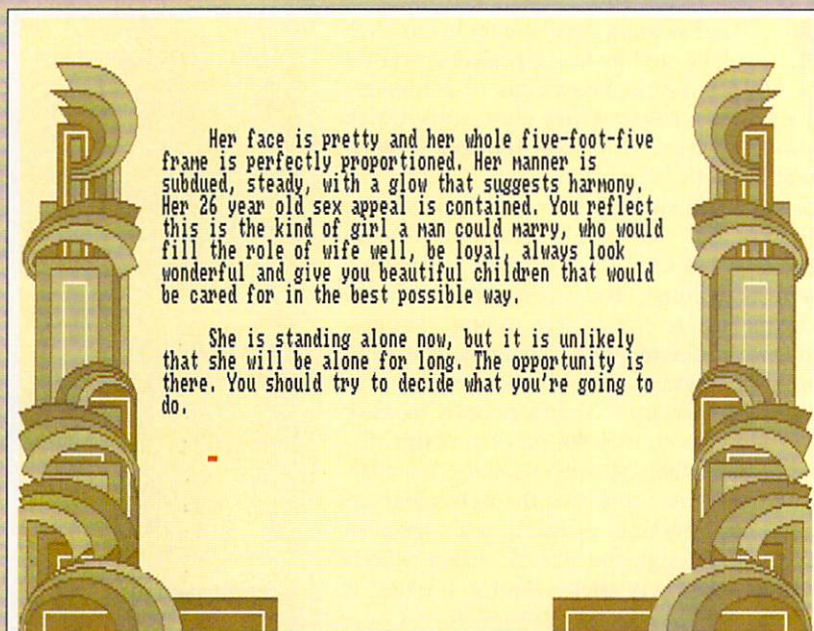 Her face is pretty and her whole five-foot-five
frame is perfectly proportioned. Her manner is
subdued, steady, with a glow that suggests harmony.
Her 26 year old sex appeal is contained. You reflect
this is the kind of girl a man could marry, who would
fill the role of wife well, be loyal, always look
wonderful and give you beautiful children that would
be cared for in the best possible way.
She is standing alone now, but it is unlikely
that she will be alone for long. The opportunity is
there. You should try to decide what you're going to
do.